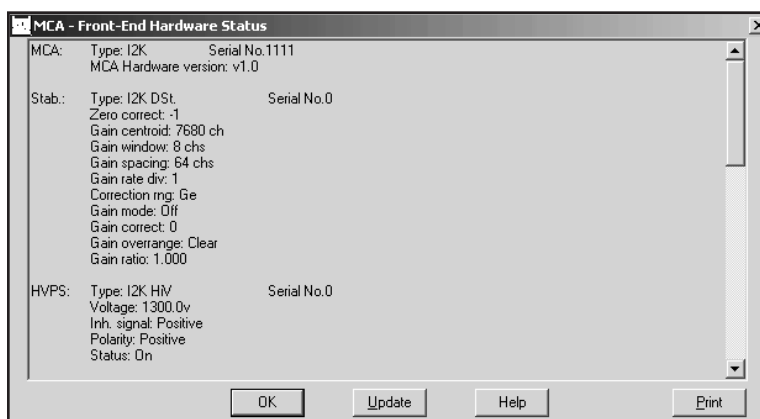 MCA - Front-End Hardware Status
MCA: Type: I2K Serial No.1111
MCA Hardware version: v1.0
Stab.: Type: I2K DSt. Serial No.0
Zero correct: -1
Gain centroid: 7680 ch
Gain window: 8 chs
Gain spacing: 64 chs
Gain rate div: 1
Correction rng: Ge
Gain mode: Off
Gain correct: 0
Gain overrange: Clear
Gain ratio: 1.000
HVPS: Type: I2K HiV Serial No.0
Voltage: 1300.0v
Inh. signal: Positive
Polarity: Positive
Status: On
OK Update Help Print